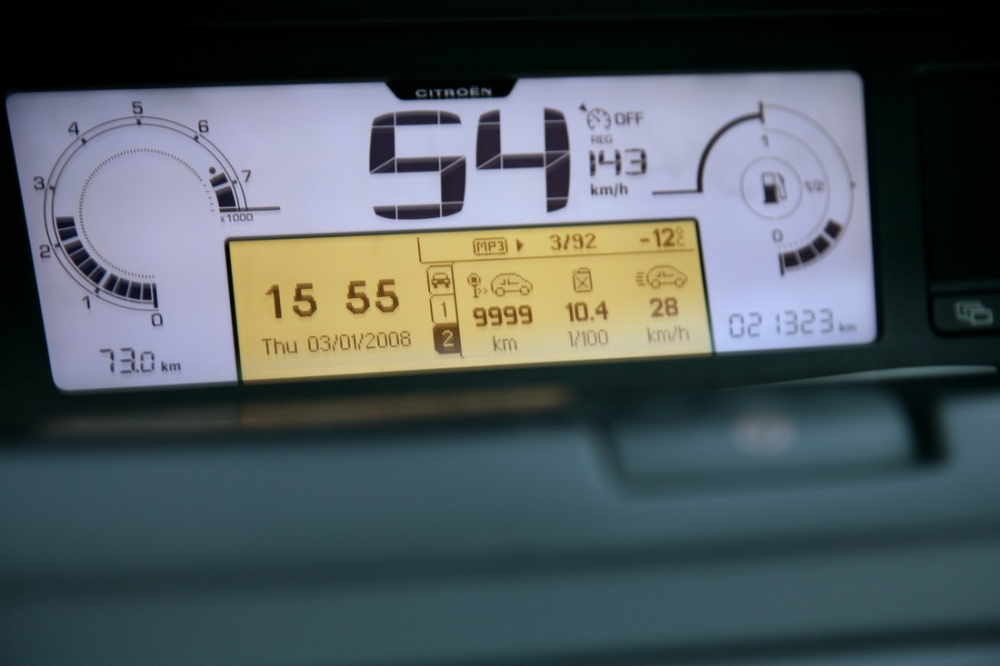 CITROËN
5
4
6
3
7
x1000
2
1
0
73.0 km
54
OFF
REG
143
km/h
1
1/2
0
021323 km
MP3 3/92 -12°C
15 55
Thu 03/01/2008
1
2
9999
km
10.4
l/100
28
km/h